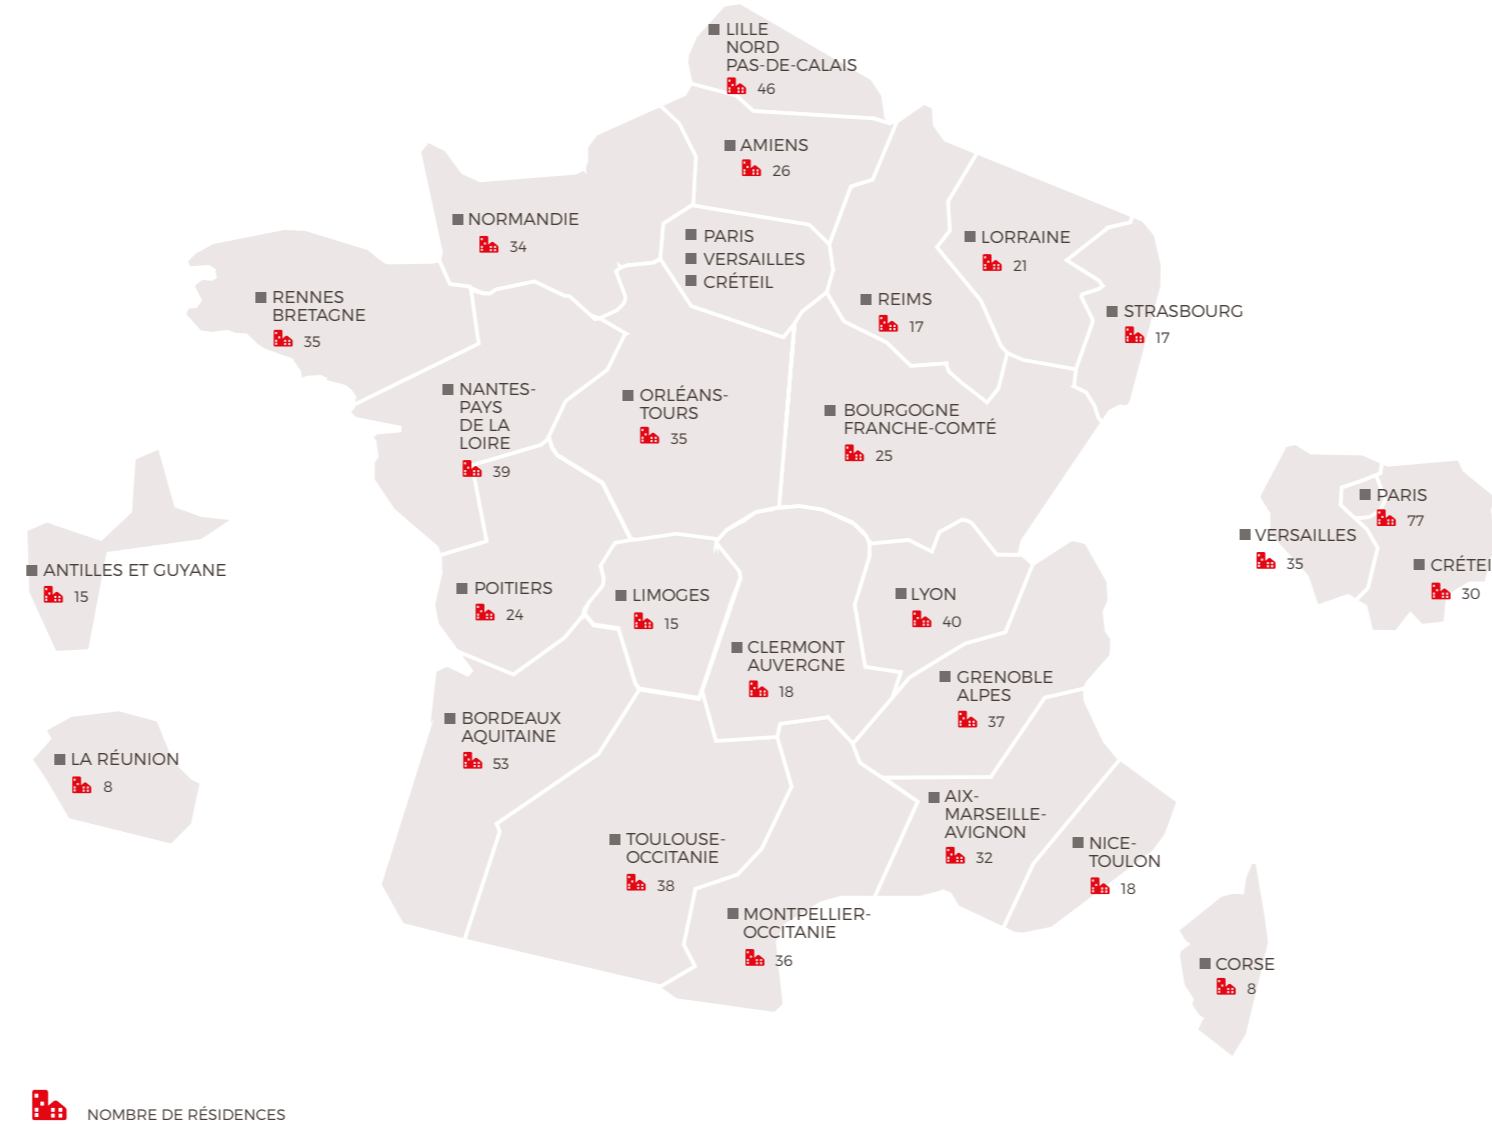 LILLE
NORD
PAS-DE-CALAIS
46
AMIENS
26
NORMANDIE
34
PARIS
VERSAILLES
CRÉTEIL
LORRAINE
21
RENNES
BRETAGNE
35
REIMS
17
STRASBOURG
17
NANTES-
PAYS
DE LA
LOIRE
39
ORLÉANS-
TOURS
35
BOURGOGNE
FRANCHE-COMTÉ
25
PARIS
77
VERSAILLES
35
CRÉTEI
30
ANTILLES ET GUYANE
15
POITIERS
24
LIMOGES
15
LYON
40
CLERMONT
AUVERGNE
18
GRENOBLE
ALPES
37
BORDEAUX
AQUITAINE
53
LA RÉUNION
8
AIX-
MARSEILLE-
AVIGNON
32
TOULOUSE-
OCCITANIE
38
NICE-
TOULON
18
MONTPELLIER-
OCCITANIE
36
CORSE
8
NOMBRE DE RÉSIDENCES